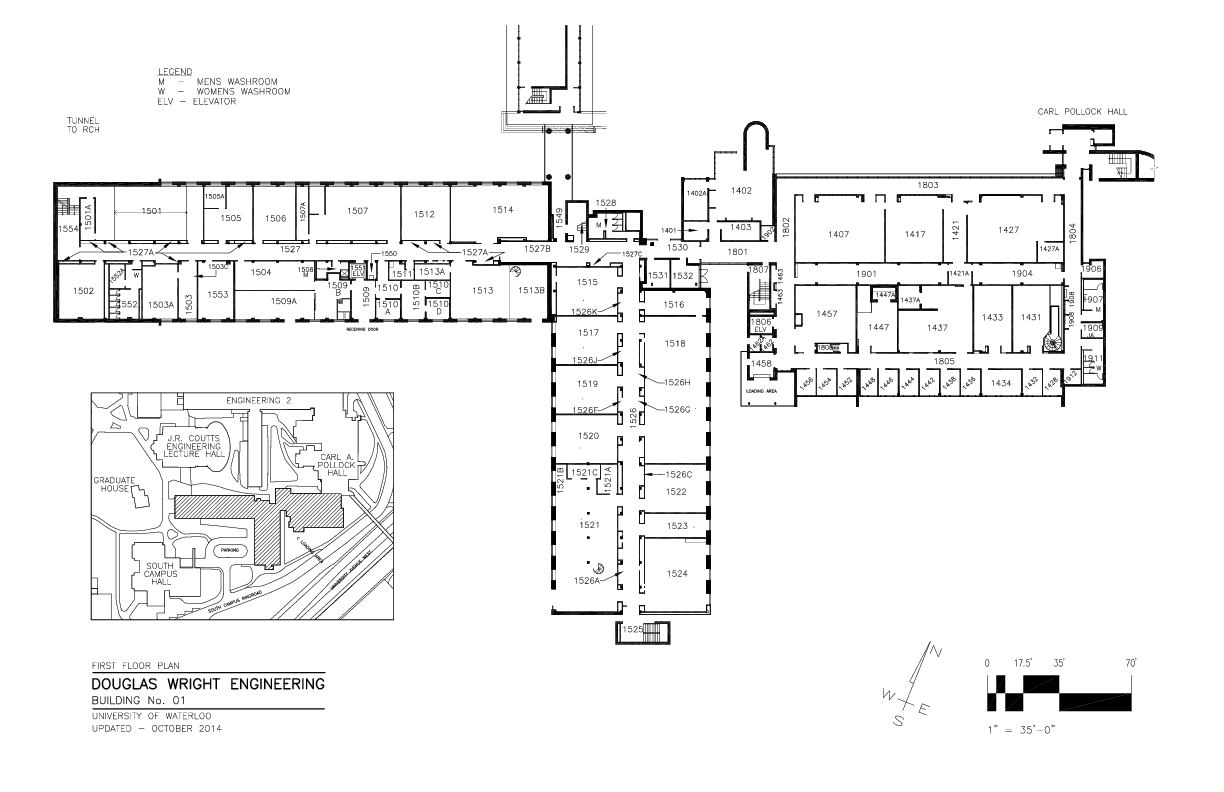 LEGEND
M – MENS WASHROOM
W – WOMENS WASHROOM
ELV – ELEVATOR
TUNNEL
TO RCH
CARL POLLOCK HALL
1501A
1501
1505A
1505
1506
1507A
1507
1512
1514
1549
1528
M
1529
1554
1527A
1527
1550
1527A
1527B
1527C
1530
1502
1552A
W
1552
1503A
1503
1503C
1553
1504
1509A
1508
M
1509
B
1551
ELV
1509
1510
1510
A
1511
W
1510B
1513A
1510
C
1510
D
1513
1513B
RECEIVING DOOR
1402A
1402
1401
1403
1801
1531
1532
1807
1463
1463
1802
1803
1407
1417
1421
1427
1427A
1804
1901
1421A
1904
1906
1908
1908
1907
M
1909
JA
1911
W
1912
1457
1447A
1447
1437A
1437
1433
1431
1808
1805
1806
ELV
1462
1458
LOADING AREA
1456
1454
1452
1448
1446
1444
1442
1438
1436
1434
1432
1428
1515
1516
1526K
1517
1518
1526J
1519
1526H
1526F
1526G
1526
1520
1521B
1521C
1521A
1526C
1522
1521
1523
1526A
1524
1525
ENGINEERING 2
J.R. COUTTS
ENGINEERING
LECTURE HALL
CARL A.
POLLOCK
HALL
GRADUATE
HOUSE
PARKING
LOADING AREA
SOUTH
CAMPUS
HALL
SOUTH CAMPUS RINGROAD
UNIVERSITY AVENUE WEST
FIRST FLOOR PLAN
DOUGLAS WRIGHT ENGINEERING
BUILDING No. 01
UNIVERSITY OF WATERLOO
UPDATED – OCTOBER 2014
N
W
E
S
0 17.5' 35' 70'
1" = 35'-0"